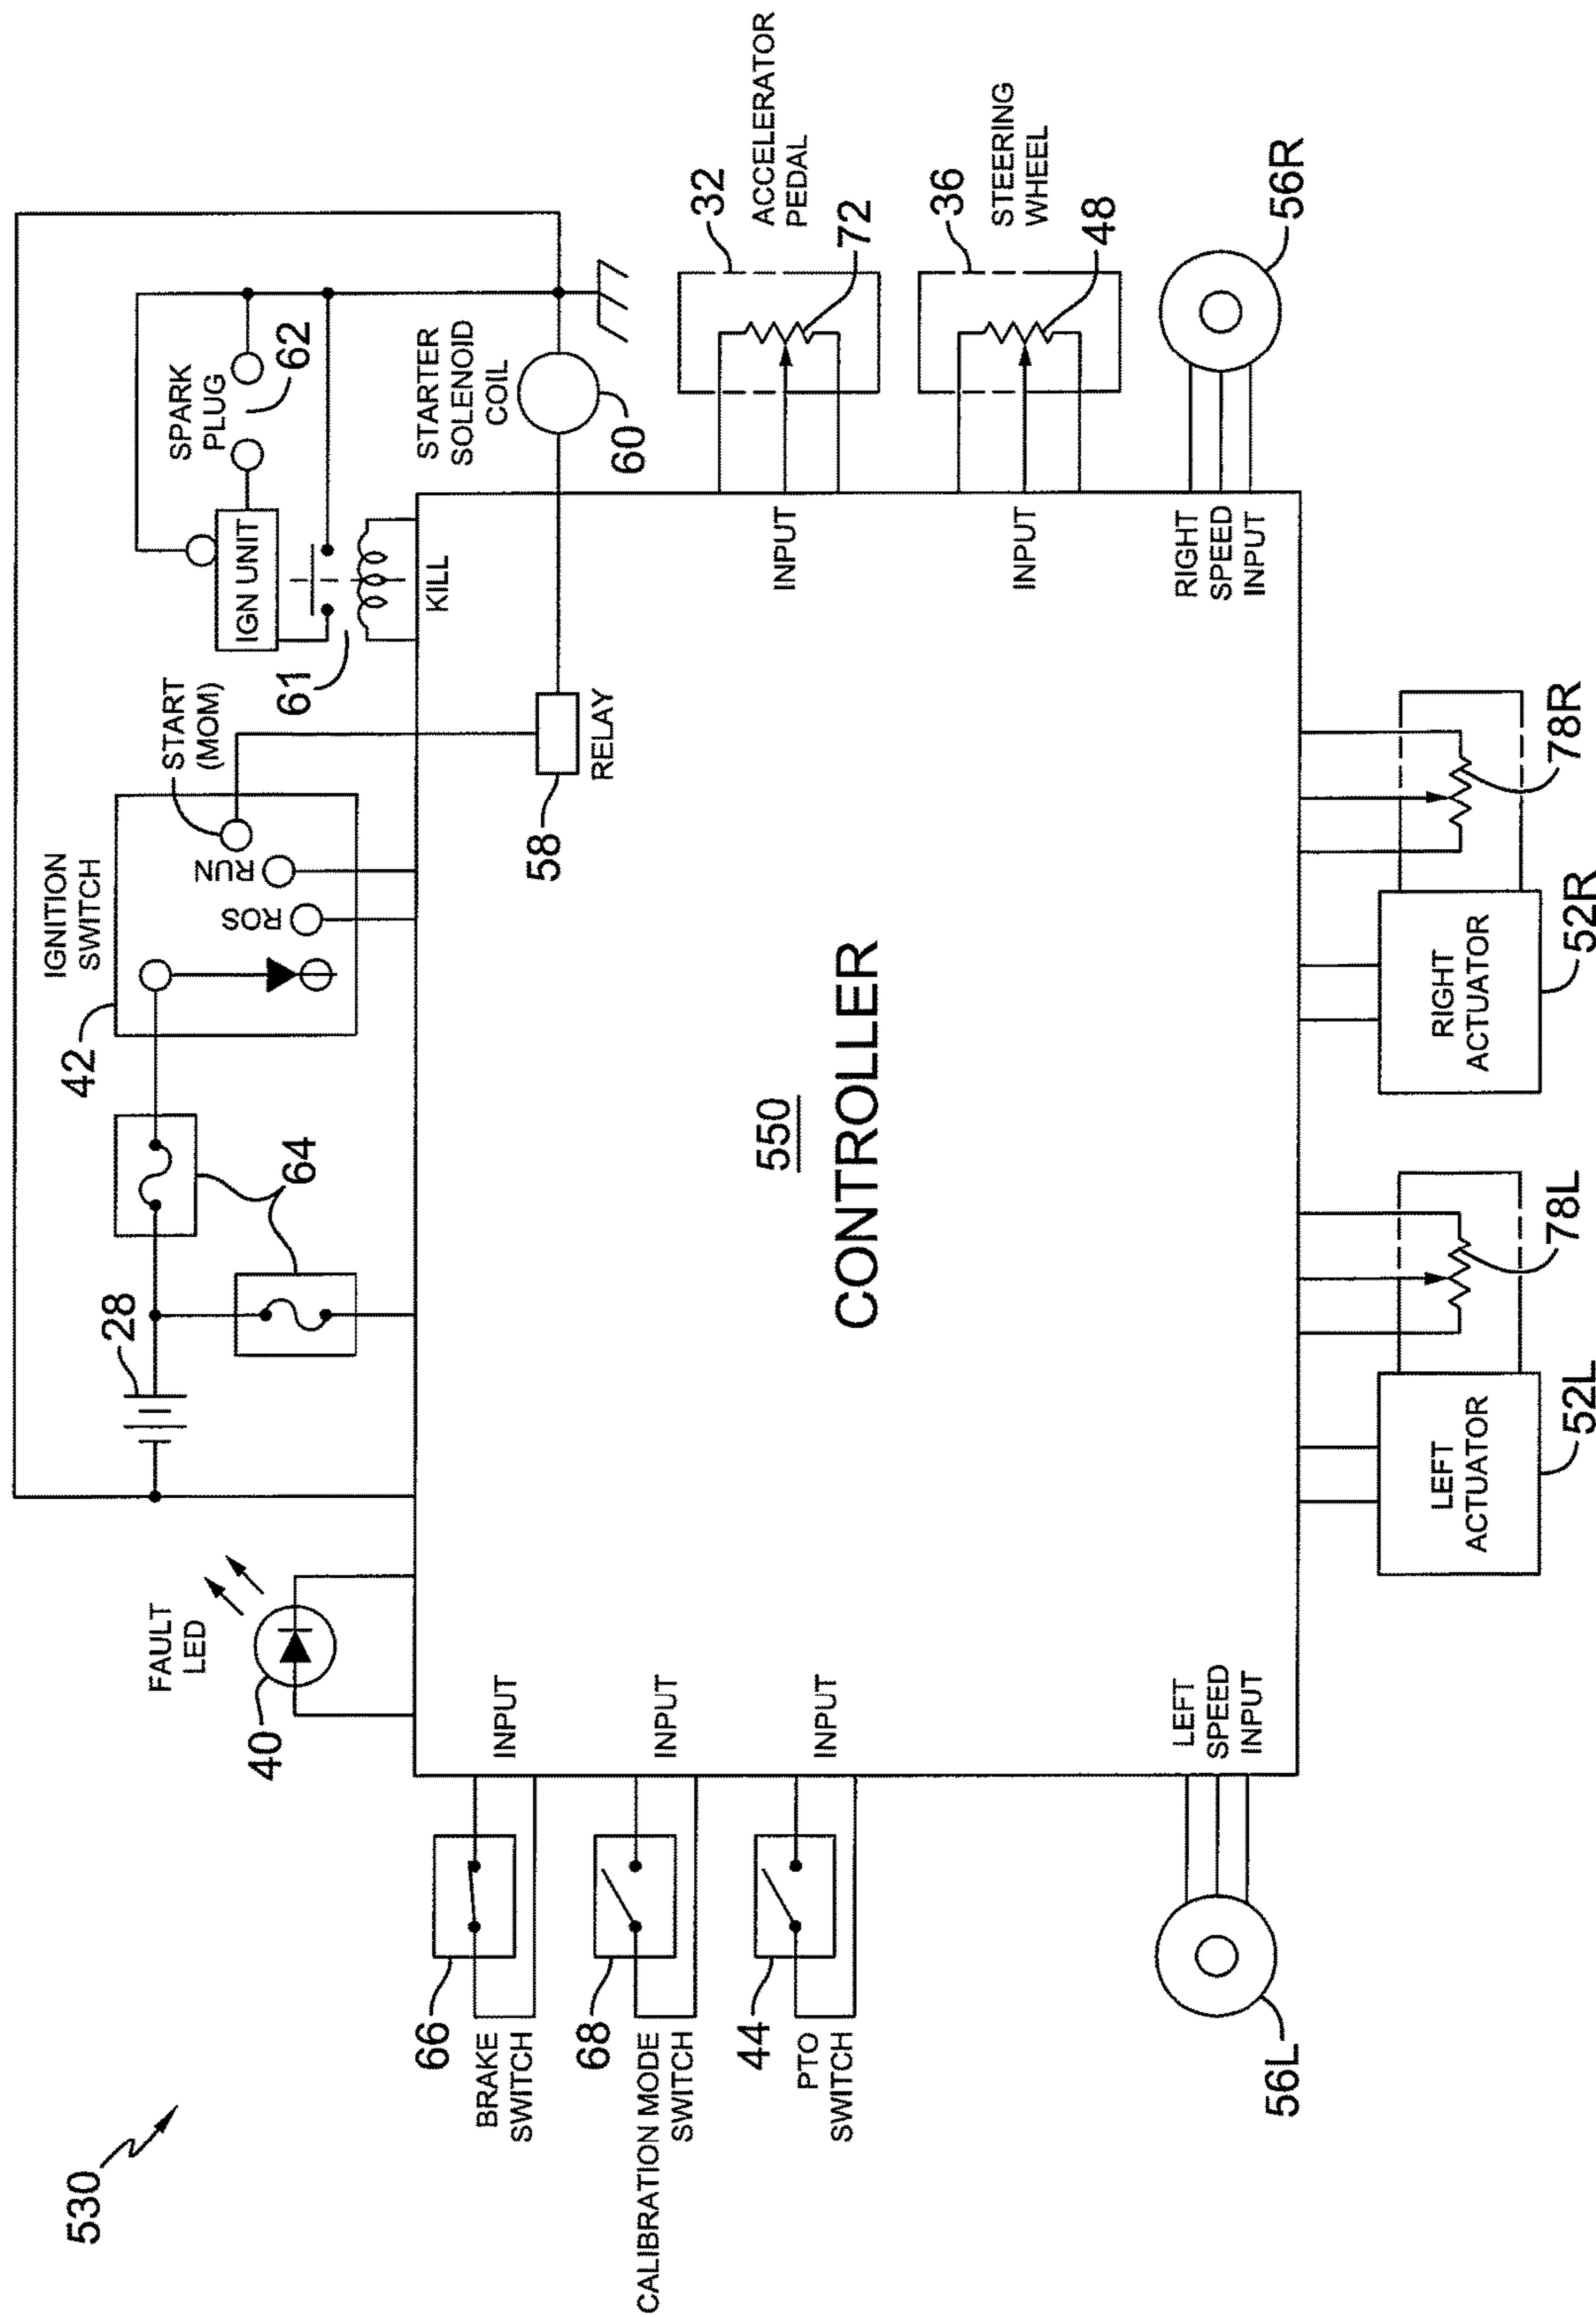 530
FAULT
LED
40
28
64
42
IGNITION
SWITCH
ROS
RUN
START
(MOM)
61
IGN UNIT
SPARK
PLUG
62
KILL
STARTER
SOLENOID
COIL
60
58
RELAY
66
BRAKE
SWITCH
INPUT
68
CALIBRATION MODE
SWITCH
INPUT
44
PTO
SWITCH
INPUT
56L
LEFT
SPEED
INPUT
550
CONTROLLER
INPUT
32
ACCELERATOR
PEDAL
72
INPUT
36
STEERING
WHEEL
48
RIGHT
SPEED
INPUT
56R
LEFT
ACTUATOR
52L
78L
RIGHT
ACTUATOR
52R
78R